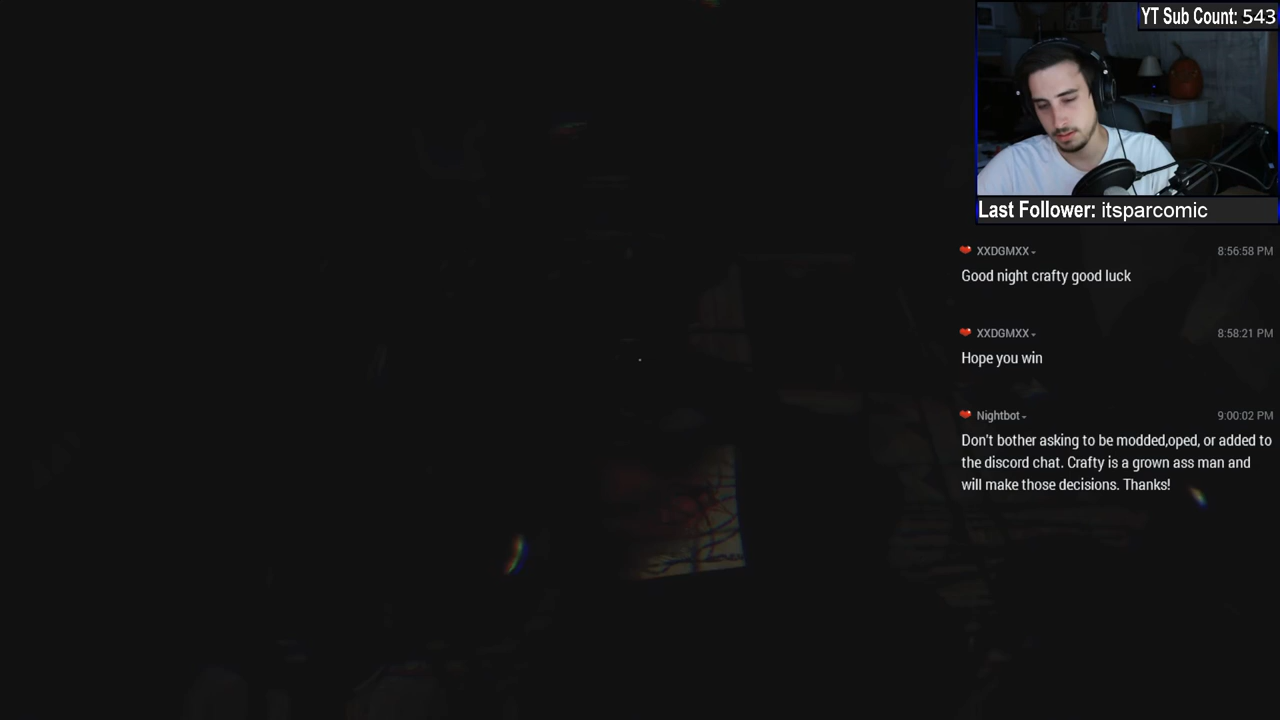 YT Sub Count: 543
Last Follower: itsparcomic
XXDGMXX
8:56:58 PM
Good night crafty good luck
XXDGMXX
8:58:21 PM
Hope you win
Nightbot
9:00:02 PM
Don't bother asking to be modded,oped, or added to
the discord chat. Crafty is a grown ass man and
will make those decisions. Thanks!